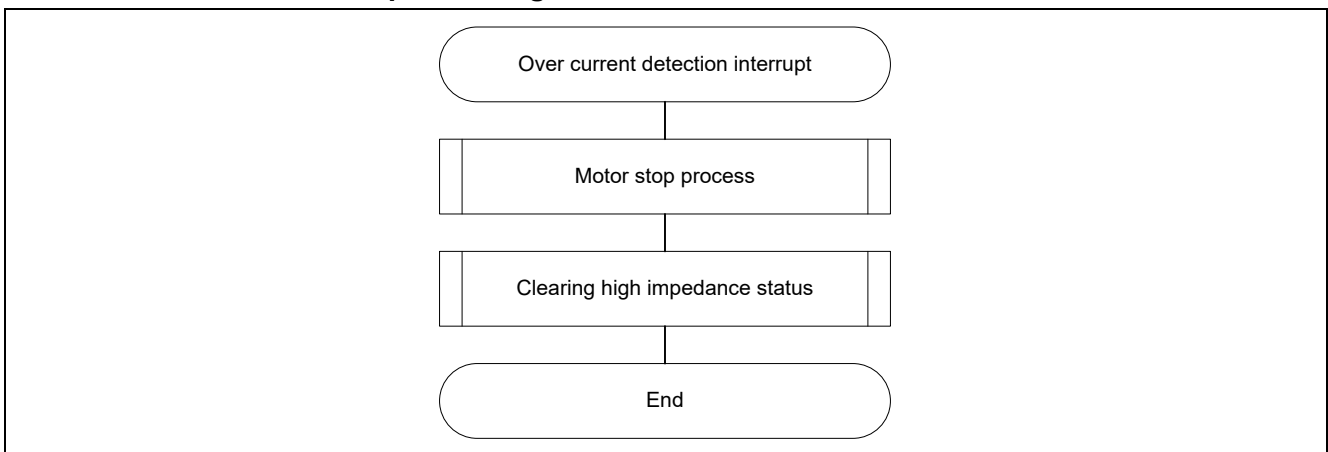 Over current detection interrupt
Motor stop process
Clearing high impedance status
End